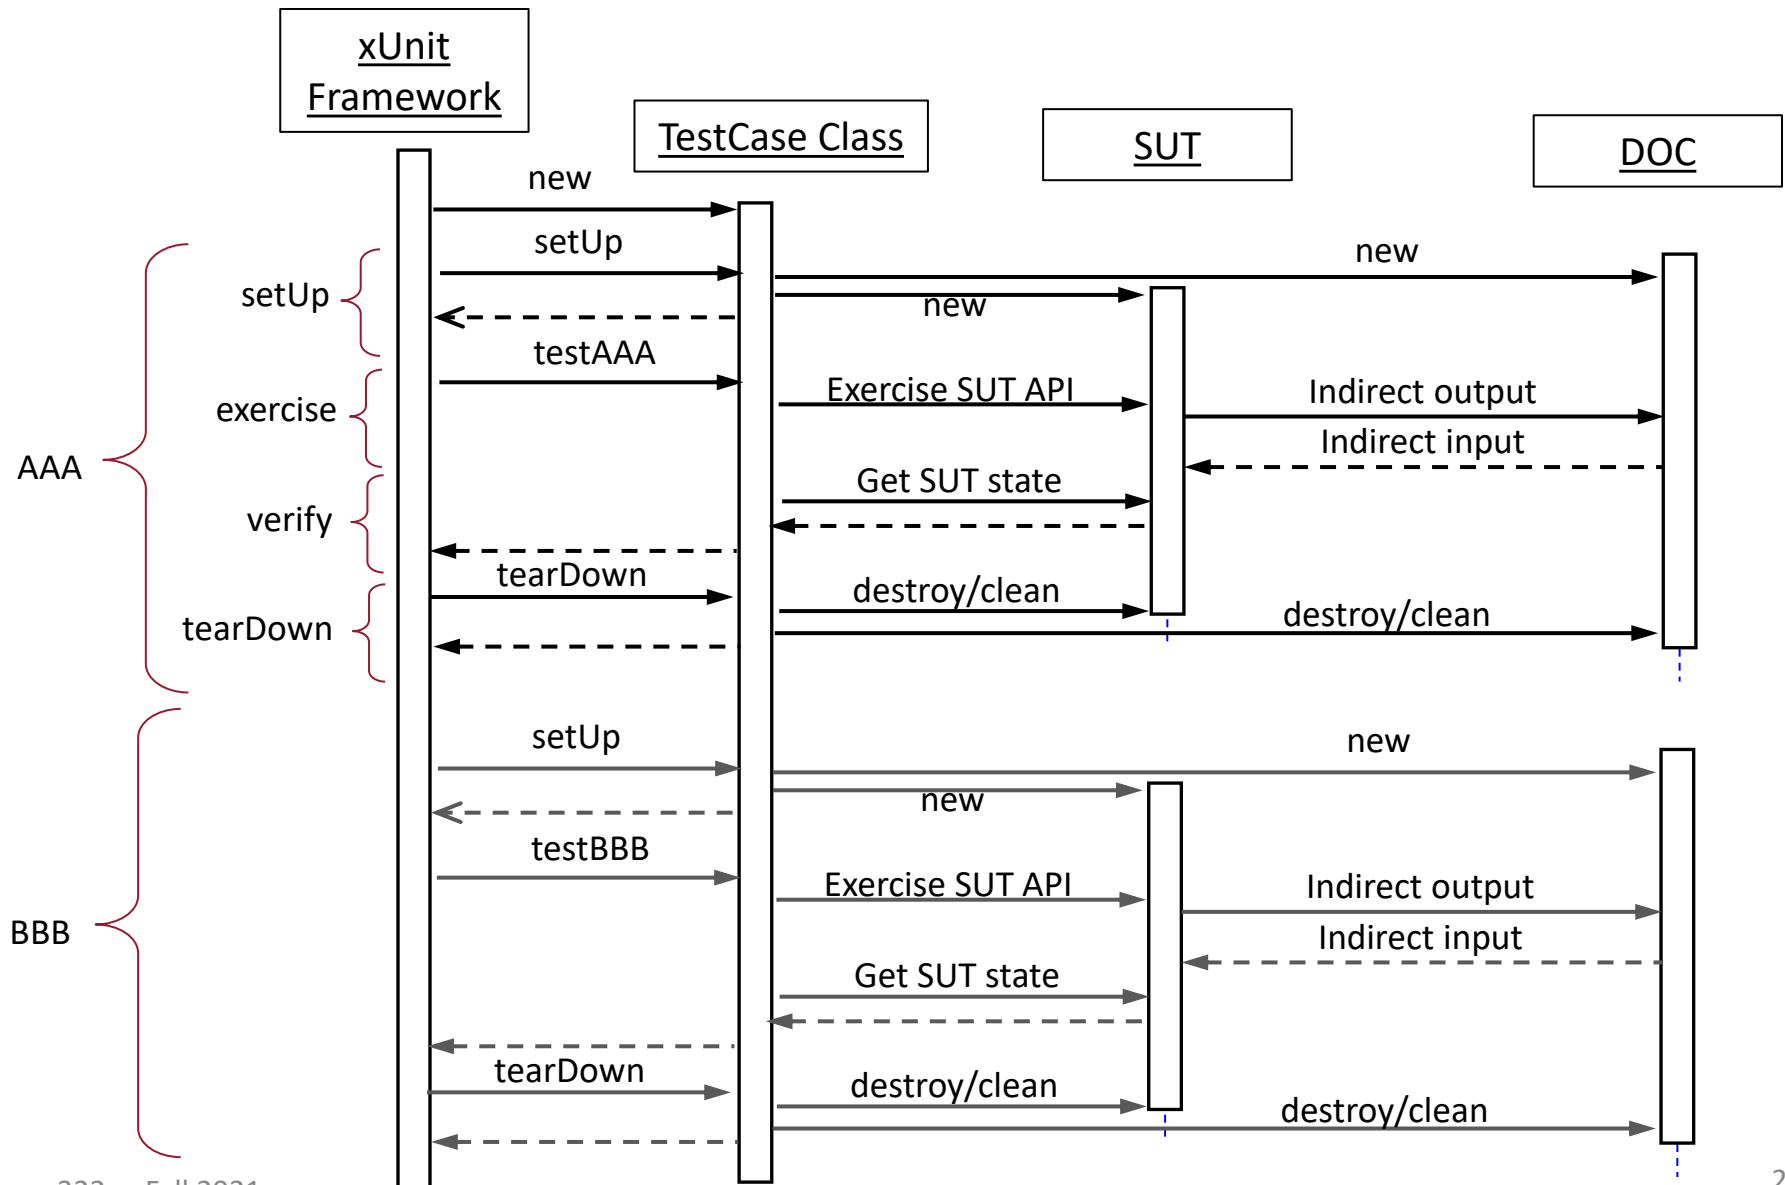 xUnit
Framework
TestCase Class
SUT
DOC
new
setUp
new
new
setUp
testAAA
exercise
Exercise SUT API
Indirect output
Indirect input
AAA
Get SUT state
verify
tearDown
destroy/clean
destroy/clean
tearDown
setUp
new
new
testBBB
Exercise SUT API
Indirect output
BBB
Indirect input
Get SUT state
tearDown
destroy/clean
destroy/clean
2